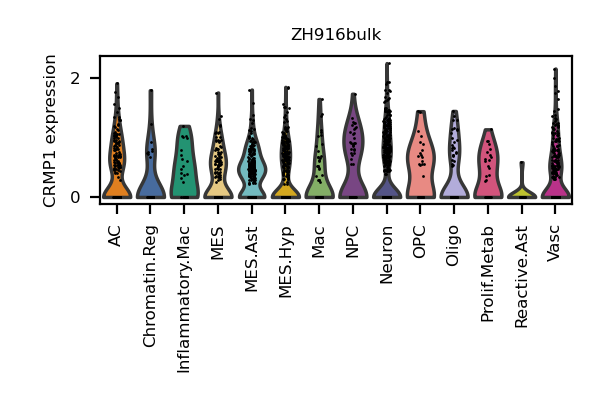 ZH916bulk
CRMP1 expression
2
0
AC
Chromatin.Reg
Inflammatory.Mac
MES
MES.Ast
MES.Hyp
Mac
NPC
Neuron
OPC
Oligo
Prolif.Metab
Reactive.Ast
Vasc